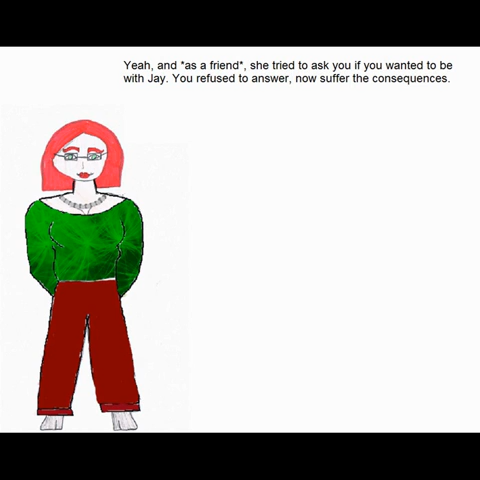 Yeah, and *as a friend*, she tried to ask you if you wanted to be
with Jay. You refused to answer, now suffer the consequences.